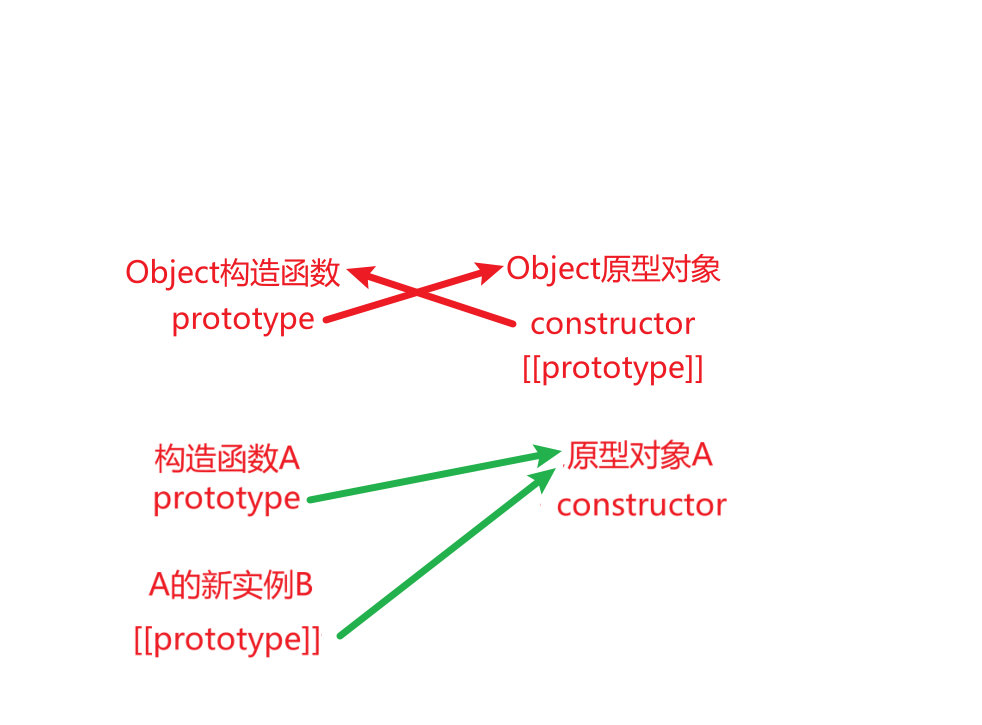 Object构造函数
prototype
Object原型对象
constructor
[[prototype]]
构造函数A
prototype
原型对象A
constructor
A的新实例B
[[prototype]]